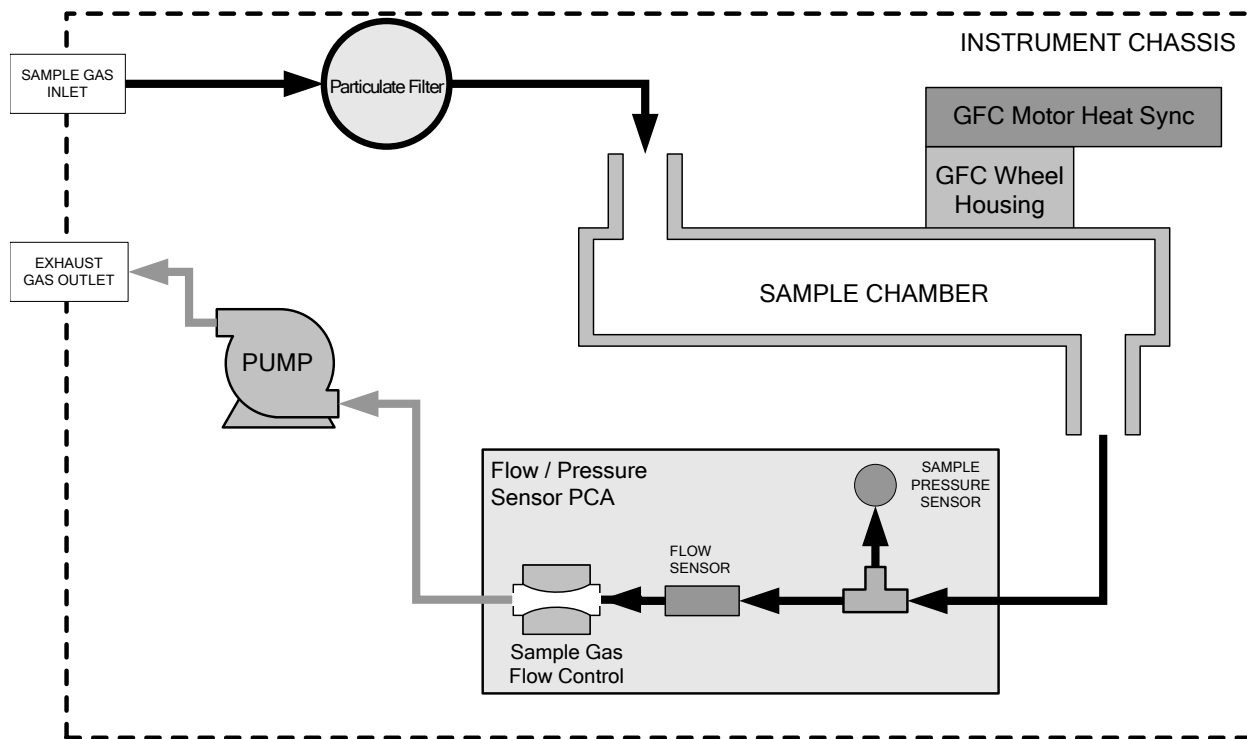 INSTRUMENT CHASSIS
SAMPLE GAS
INLET
Particulate Filter
GFC Motor Heat Sync
GFC Wheel
Housing
EXHAUST
GAS OUTLET
SAMPLE CHAMBER
PUMP
Flow / Pressure
Sensor PCA
SAMPLE
PRESSURE
SENSOR
FLOW
SENSOR
Sample Gas
Flow Control